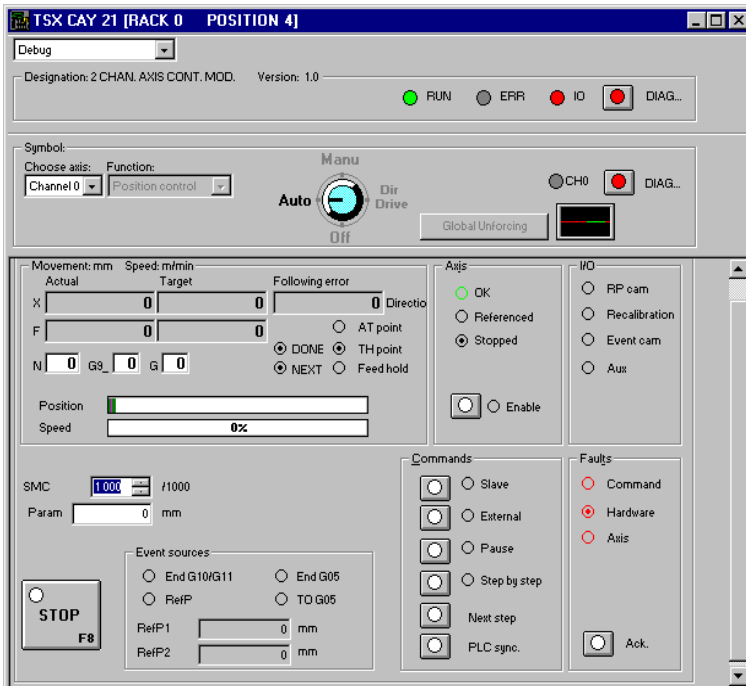 TSX CAY 21 [RACK 0 POSITION 4]
Debug
Designation: 2 CHAN. AXIS CONT. MOD. Version: 1.0
RUN ERR IO DIAG...
Symbol:
Choose axis: Function:
Channel 0 Position control
Manu
Auto
Dir
Drive
Off
CH0 DIAG...
Global Unforcing
Movement: mm Speed: m/min
Actual Target Following error
X 0 0 0 Directio
F 0 0
AT point
DONE TH point
NEXT Feed hold
N 0 G9_ 0 G 0
Position
Speed 0%
Axis
OK
Referenced
Stopped
Enable
I/O
RP cam
Recalibration
Event cam
Aux
SMC 1000 /1000
Param 0 mm
Event sources
End G10/G11 End G05
RefP TO G05
RefP1 0 mm
RefP2 0 mm
STOP
F8
Commands
Slave
External
Pause
Step by step
Next step
PLC sync.
Faults
Command
Hardware
Axis
Ack.